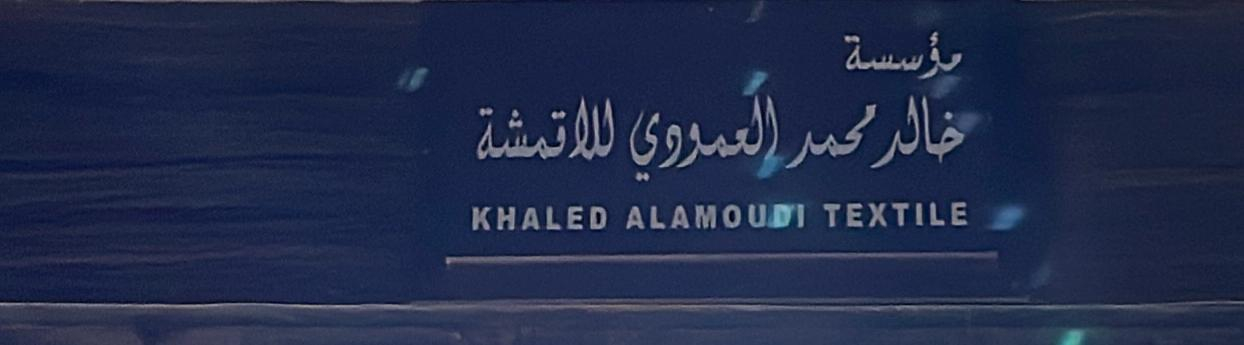 مؤسسة
خالد محمد العمودي للاقمشة
KHALED ALAMOUDI TEXTILE